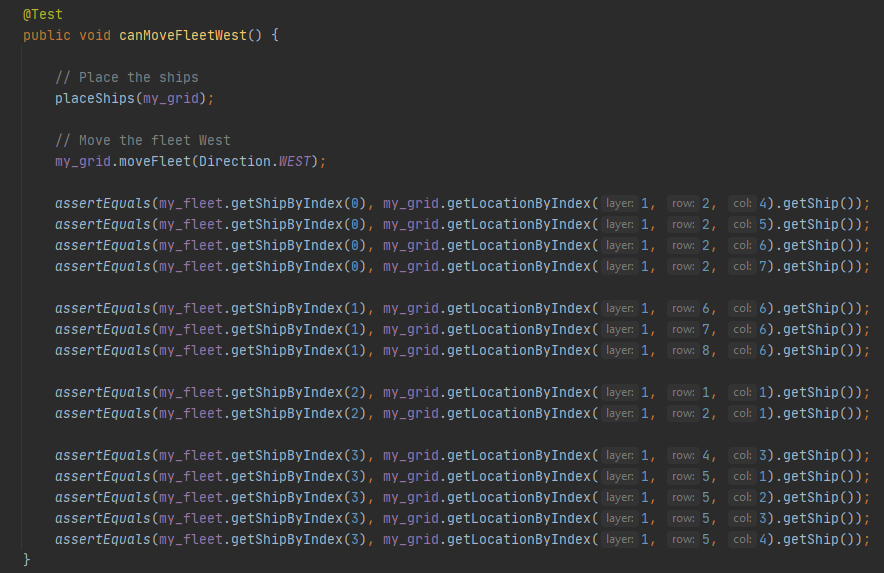 @Test
public void canMoveFleetWest() {
// Place the ships
placeShips(my_grid);
// Move the fleet West
my_grid.moveFleet(Direction.WEST);
assertEquals(my_fleet.getShipByIndex(0), my_grid.getLocationByIndex( layer: 1, row: 2, col: 4).getShip());
assertEquals(my_fleet.getShipByIndex(0), my_grid.getLocationByIndex( layer: 1, row: 2, col: 5).getShip());
assertEquals(my_fleet.getShipByIndex(0), my_grid.getLocationByIndex( layer: 1, row: 2, col: 6).getShip());
assertEquals(my_fleet.getShipByIndex(0), my_grid.getLocationByIndex( layer: 1, row: 2, col: 7).getShip());
assertEquals(my_fleet.getShipByIndex(1), my_grid.getLocationByIndex( layer: 1, row: 6, col: 6).getShip());
assertEquals(my_fleet.getShipByIndex(1), my_grid.getLocationByIndex( layer: 1, row: 7, col: 6).getShip());
assertEquals(my_fleet.getShipByIndex(1), my_grid.getLocationByIndex( layer: 1, row: 8, col: 6).getShip());
assertEquals(my_fleet.getShipByIndex(2), my_grid.getLocationByIndex( layer: 1, row: 1, col: 1).getShip());
assertEquals(my_fleet.getShipByIndex(2), my_grid.getLocationByIndex( layer: 1, row: 2, col: 1).getShip());
assertEquals(my_fleet.getShipByIndex(3), my_grid.getLocationByIndex( layer: 1, row: 4, col: 3).getShip());
assertEquals(my_fleet.getShipByIndex(3), my_grid.getLocationByIndex( layer: 1, row: 5, col: 1).getShip());
assertEquals(my_fleet.getShipByIndex(3), my_grid.getLocationByIndex( layer: 1, row: 5, col: 2).getShip());
assertEquals(my_fleet.getShipByIndex(3), my_grid.getLocationByIndex( layer: 1, row: 5, col: 3).getShip());
assertEquals(my_fleet.getShipByIndex(3), my_grid.getLocationByIndex( layer: 1, row: 5, col: 4).getShip());
}